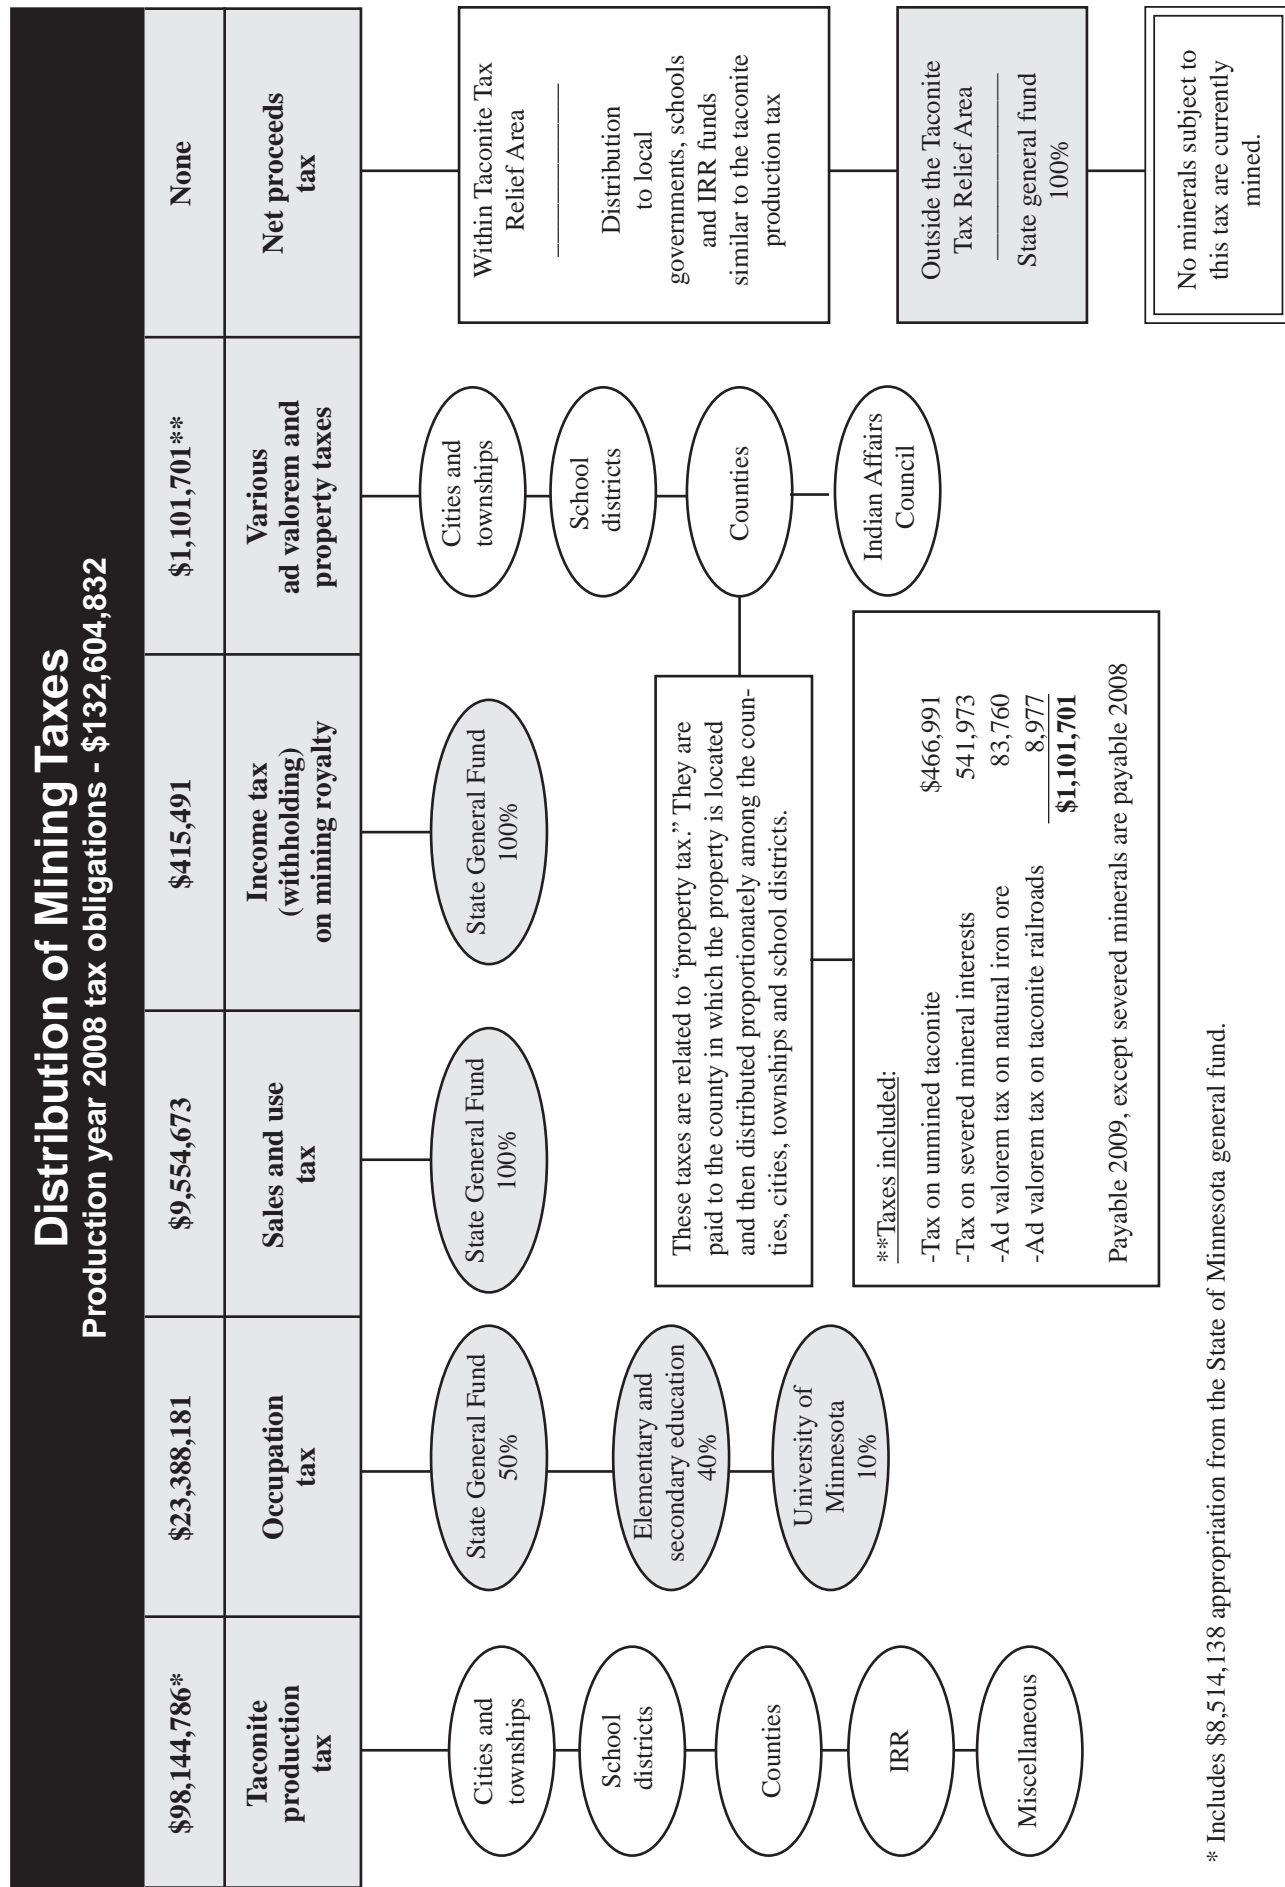 Distribution of Mining Taxes
Production year 2008 tax obligations - $132,604,832
$98,144,786*
$23,388,181
$9,554,673
$415,491
$1,101,701**
None
Taconite
production
tax
Occupation
tax
Sales and use
tax
Income tax
(withholding)
on mining royalty
Various
ad valorem and
property taxes
Net proceeds
tax
Cities and
townships
School
districts
Counties
IRR
Miscellaneous
State General Fund
50%
Elementary and
secondary education
40%
University of
Minnesota
10%
State General Fund
100%
State General Fund
100%
Cities and
townships
School
districts
Counties
Indian Affairs
Council
These taxes are related to “property tax.” They are
paid to the county in which the property is located
and then distributed proportionately among the coun-
ties, cities, townships and school districts.
**Taxes included:
-Tax on unmined taconite $466,991
-Tax on severed mineral interests 541,973
-Ad valorem tax on natural iron ore 83,760
-Ad valorem tax on taconite railroads 8,977
$1,101,701
Payable 2009, except severed minerals are payable 2008
Within Taconite Tax
Relief Area
Distribution
to local
governments, schools
and IRR funds
similar to the taconite
production tax
Outside the Taconite
Tax Relief Area
State general fund
100%
No minerals subject to
this tax are currently
mined.
* Includes $8,514,138 appropriation from the State of Minnesota general fund.